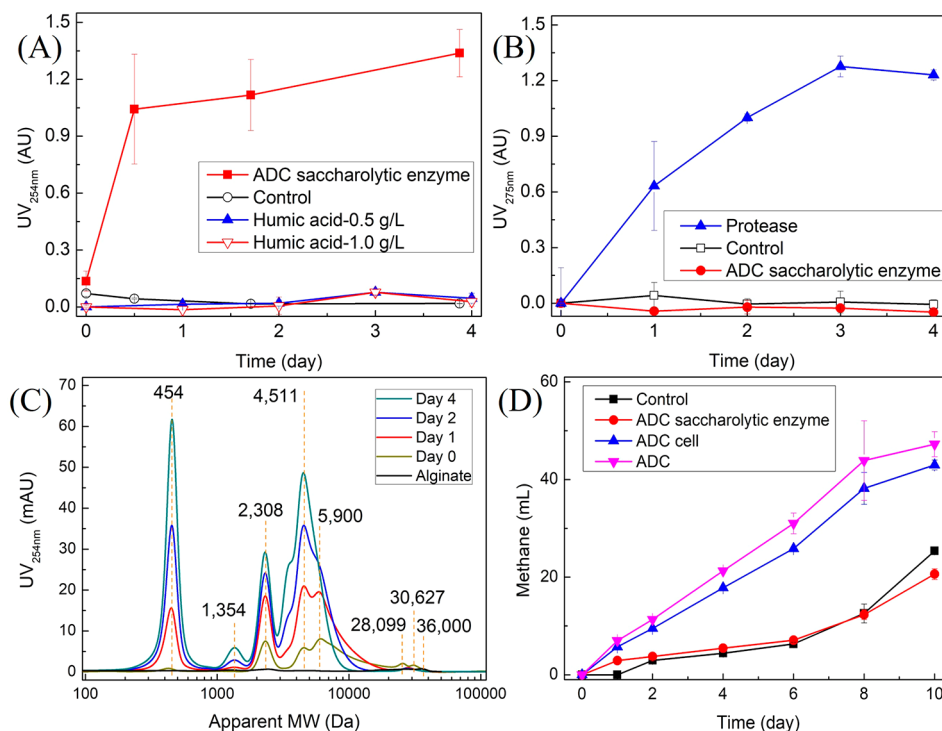 (A)
UV254nm (AU)
1.5
1.2
0.9
0.6
0.3
0.0
ADC saccharolytic enzyme
Control
Humic acid-0.5 g/L
Humic acid-1.0 g/L
0 1 2 3 4
Time (day)
(B)
UV275nm (AU)
1.5
1.2
0.9
0.6
0.3
0.0
Protease
Control
ADC saccharolytic enzyme
0 1 2 3 4
Time (day)
(C)
UV254nm (mAU)
70
60
50
40
30
20
10
0
454
4,511
2,308
5,900
1,354
30,627
28,099
36,000
Day 4
Day 2
Day 1
Day 0
Alginate
100 1000 10000 100000
Apparent MW (Da)
(D)
Methane (mL)
60
40
20
0
Control
ADC saccharolytic enzyme
ADC cell
ADC
0 2 4 6 8 10
Time (day)